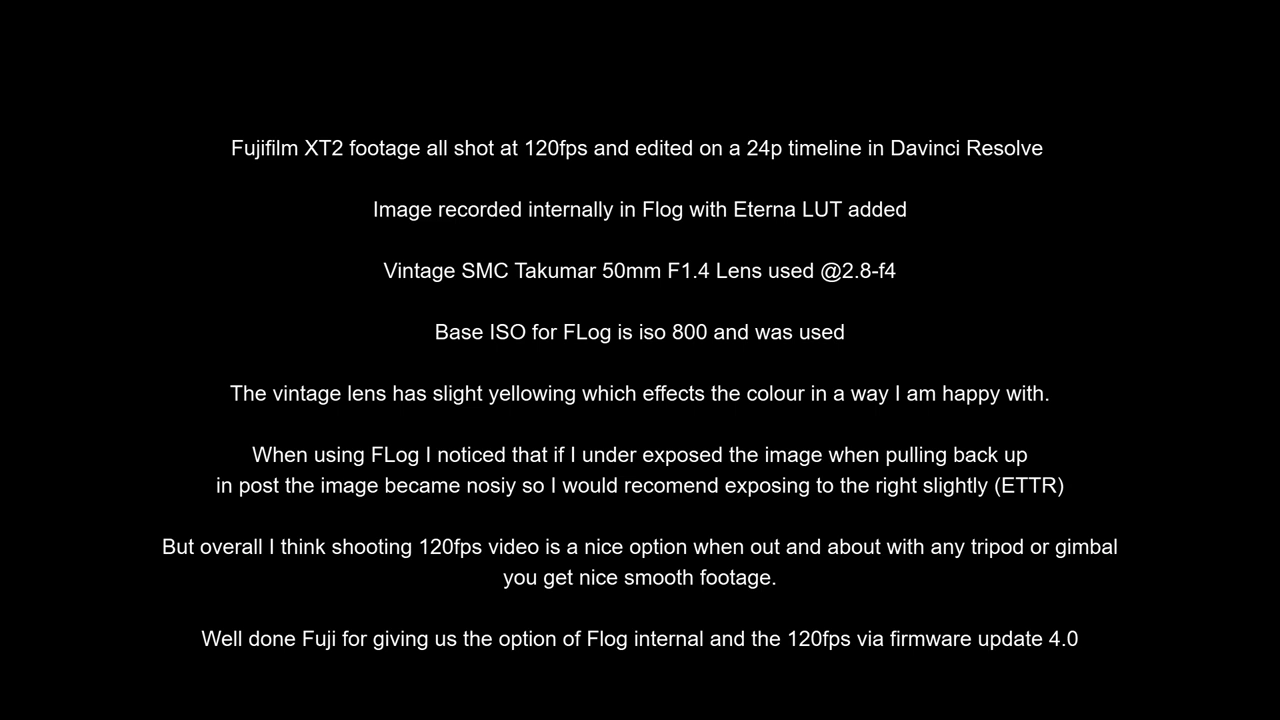 Fujifilm XT2 footage all shot at 120fps and edited on a 24p timeline in Davinci Resolve
Image recorded internally in Flog with Eterna LUT added
Vintage SMC Takumar 50mm F1.4 Lens used @2.8-f4
Base ISO for FLog is iso 800 and was used
The vintage lens has slight yellowing which effects the colour in a way I am happy with.
When using FLog I noticed that if I under exposed the image when pulling back up
in post the image became nosiy so I would recomend exposing to the right slightly (ETTR)
But overall I think shooting 120fps video is a nice option when out and about with any tripod or gimbal
you get nice smooth footage.
Well done Fuji for giving us the option of Flog internal and the 120fps via firmware update 4.0